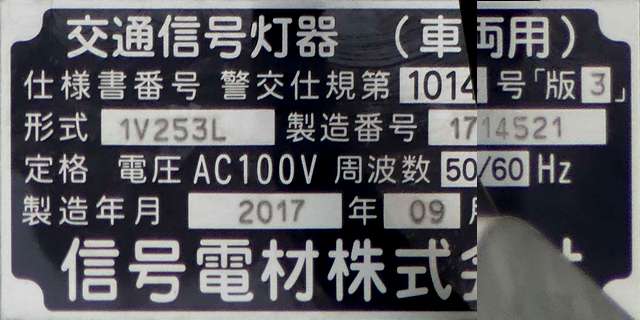 交通信号灯器 (車両用)
仕様書番号 警交仕規第 1014 号「版 3」
形式 1V253L 製造番号 1714521
定格 電圧 AC100V 周波数 50/60 Hz
製造年月 2017 年 09
信号電材株式